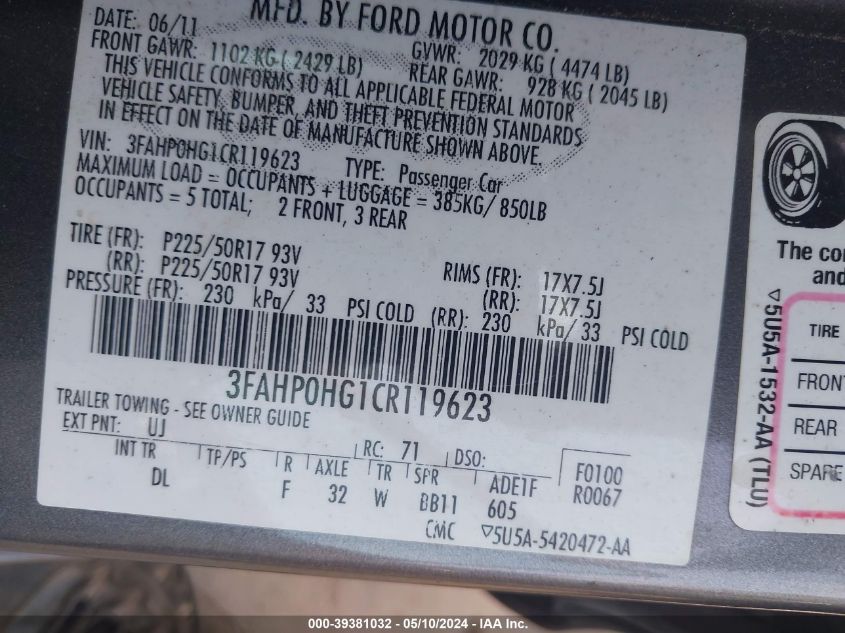 MFD. BY FORD MOTOR CO.
DATE: 06/11
GVWR: 2029 KG ( 4474 LB)
FRONT GAWR: 1102 KG ( 2429 LB)
REAR GAWR: 928 KG ( 2045 LB)
THIS VEHICLE CONFORMS TO ALL APPLICABLE FEDERAL MOTOR
VEHICLE SAFETY, BUMPER, AND THEFT PREVENTION STANDARDS
IN EFFECT ON THE DATE OF MANUFACTURE SHOWN ABOVE.
VIN: 3FAHP0HG1CR119623 TYPE: Passenger Car
MAXIMUM LOAD = OCCUPANTS + LUGGAGE = 385KG/ 850LB
OCCUPANTS = 5 TOTAL; 2 FRONT, 3 REAR
TIRE (FR): P225/50R17 93V RIMS (FR): 17X7.5J
(RR): P225/50R17 93V (RR): 17X7.5J
PRESSURE (FR): 230 kPa/ 33 PSI COLD (RR): 230 kPa/ 33 PSI COLD
3FAHP0HG1CR119623
TRAILER TOWING - SEE OWNER GUIDE
EXT PNT: UJ RC: 71 DSO:
INT TR TP/PS R AXLE TR SPR ADE1F F0100
DL F 32 W BB11 605 R0067
CMC ▽5U5A-5420472-AA
The co
and
TIRE
FRON
REAR
SPARE
▽5U5A-1532-AA (TLU)
000-39381032 - 05/10/2024 - IAA Inc.